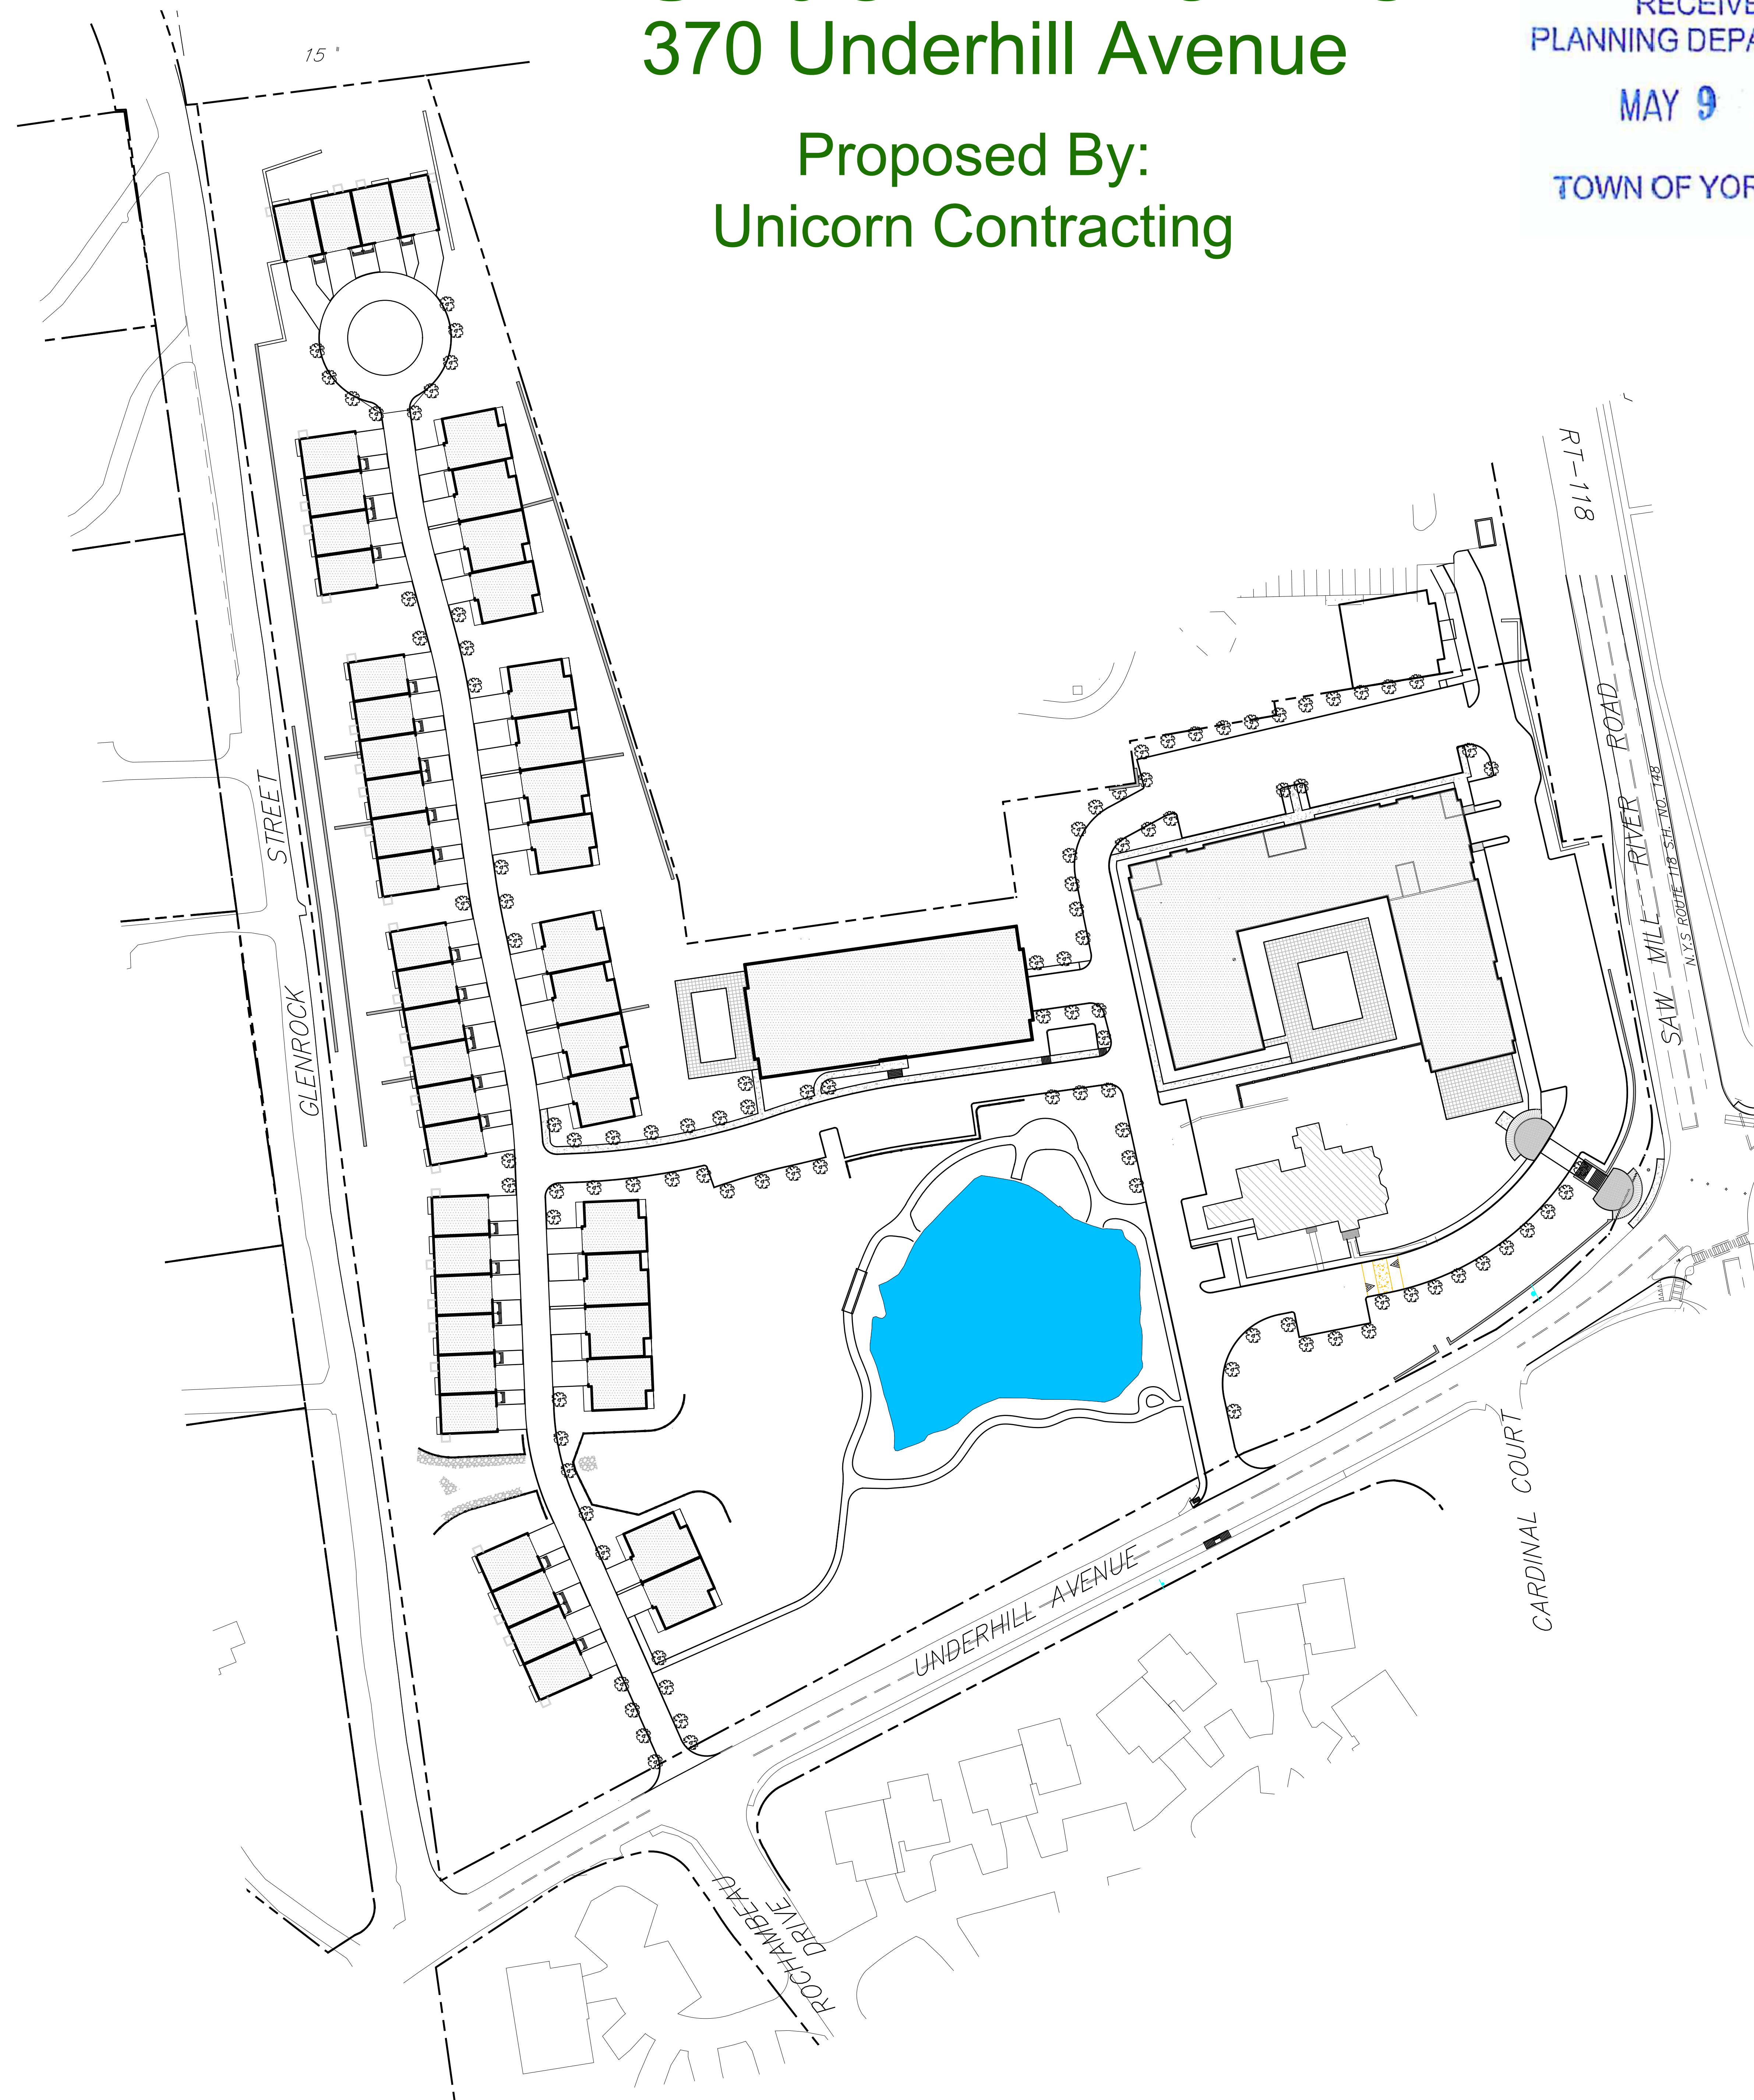 370 Underhill Avenue
Proposed By:
Unicorn Contracting
RECEIVE
PLANNING DEPA
MAY 9
TOWN OF YOR
15"
RT-118
SAW MILL RIVER ROAD
N.Y.S ROUTE 118 S.H. NO. 148
GLENROCK STREET
UNDERHILL AVENUE
CARDINAL COURT
ROCHAMBEAU
DRIVE